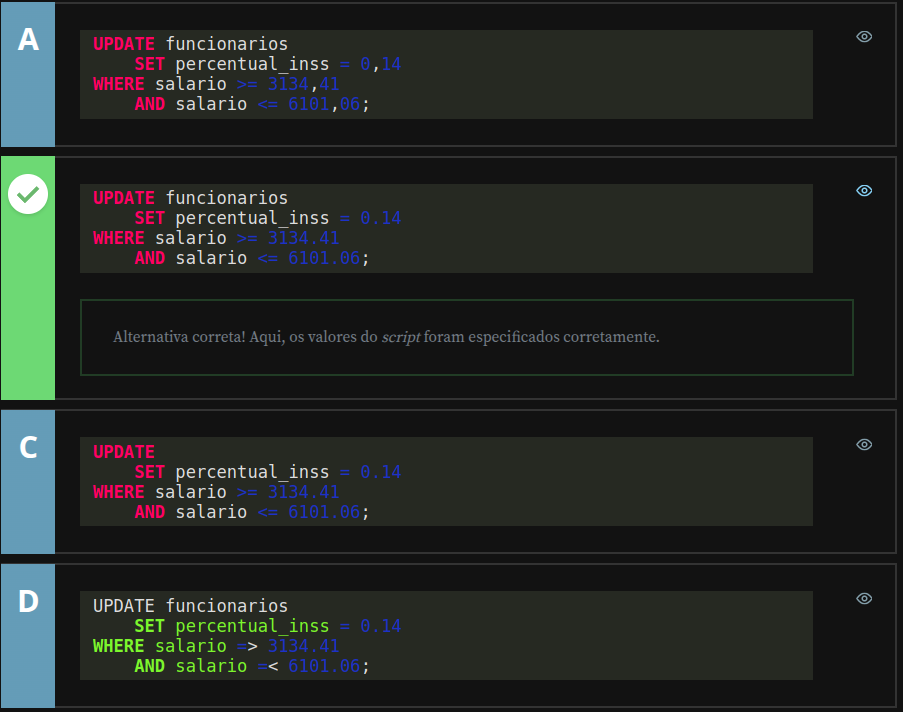 A
UPDATE funcionarios
    SET percentual_inss = 0,14
WHERE salario >= 3134,41
    AND salario <= 6101,06;
UPDATE funcionarios
    SET percentual_inss = 0.14
WHERE salario >= 3134.41
    AND salario <= 6101.06;
Alternativa correta! Aqui, os valores do script foram especificados corretamente.
C
UPDATE
    SET percentual_inss = 0.14
WHERE salario >= 3134.41
    AND salario <= 6101.06;
D
UPDATE funcionarios
    SET percentual_inss = 0.14
WHERE salario => 3134.41
    AND salario =< 6101.06;